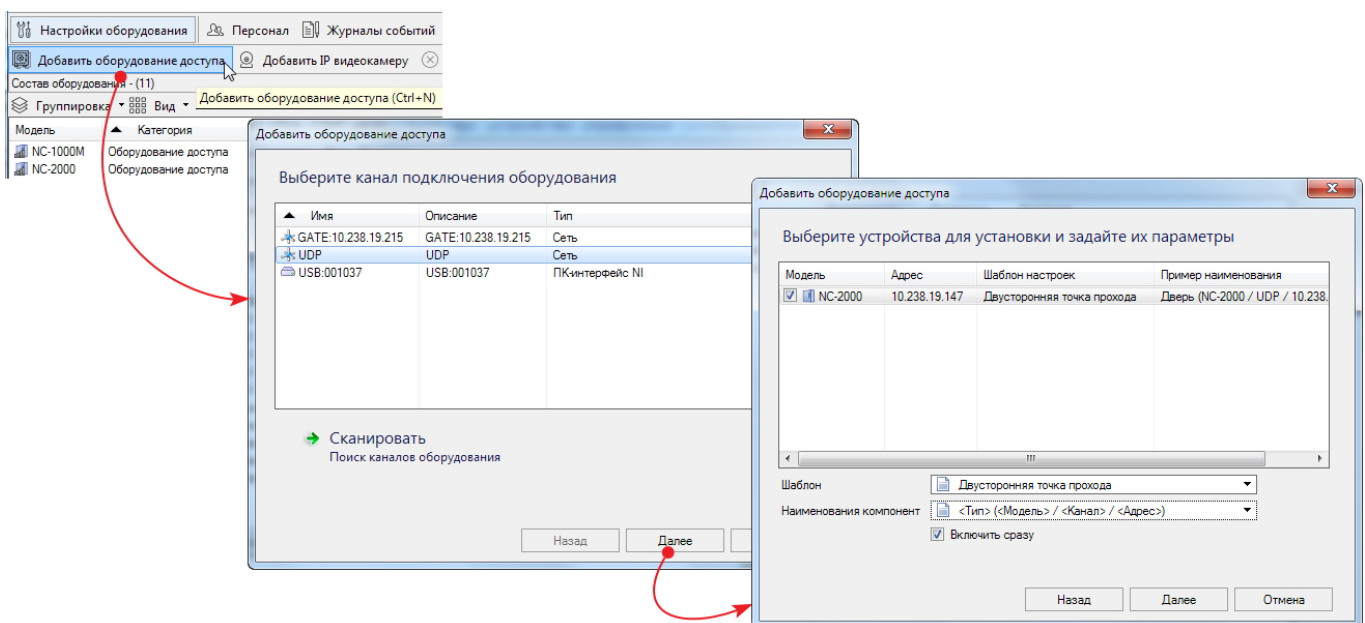 Настройки оборудования Персонал Журналы событий
Добавить оборудование доступа Добавить IP видеокамеру
Состав оборудования - (11)
Добавить оборудование доступа (Ctrl+N)
Группировка Вид
Модель Категория
NC-1000M Оборудование доступа
NC-2000 Оборудование доступа
Добавить оборудование доступа
Выберите канал подключения оборудования
Имя Описание Тип
GATE:10.238.19.215 GATE:10.238.19.215 Сеть
UDP UDP Сеть
USB:001037 USB:001037 ПК-интерфейс NI
Сканировать
Поиск каналов оборудования
Назад Далее
Добавить оборудование доступа
Выберите устройства для установки и задайте их параметры
Модель Адрес Шаблон настроек Пример наименования
NC-2000 10.238.19.147 Двусторонняя точка прохода Дверь (NC-2000 / UDP / 10.238.
Шаблон Двусторонняя точка прохода
Наименования компонент <Тип> (<Модель> / <Канал> / <Адрес>)
Включить сразу
Назад Далее Отмена